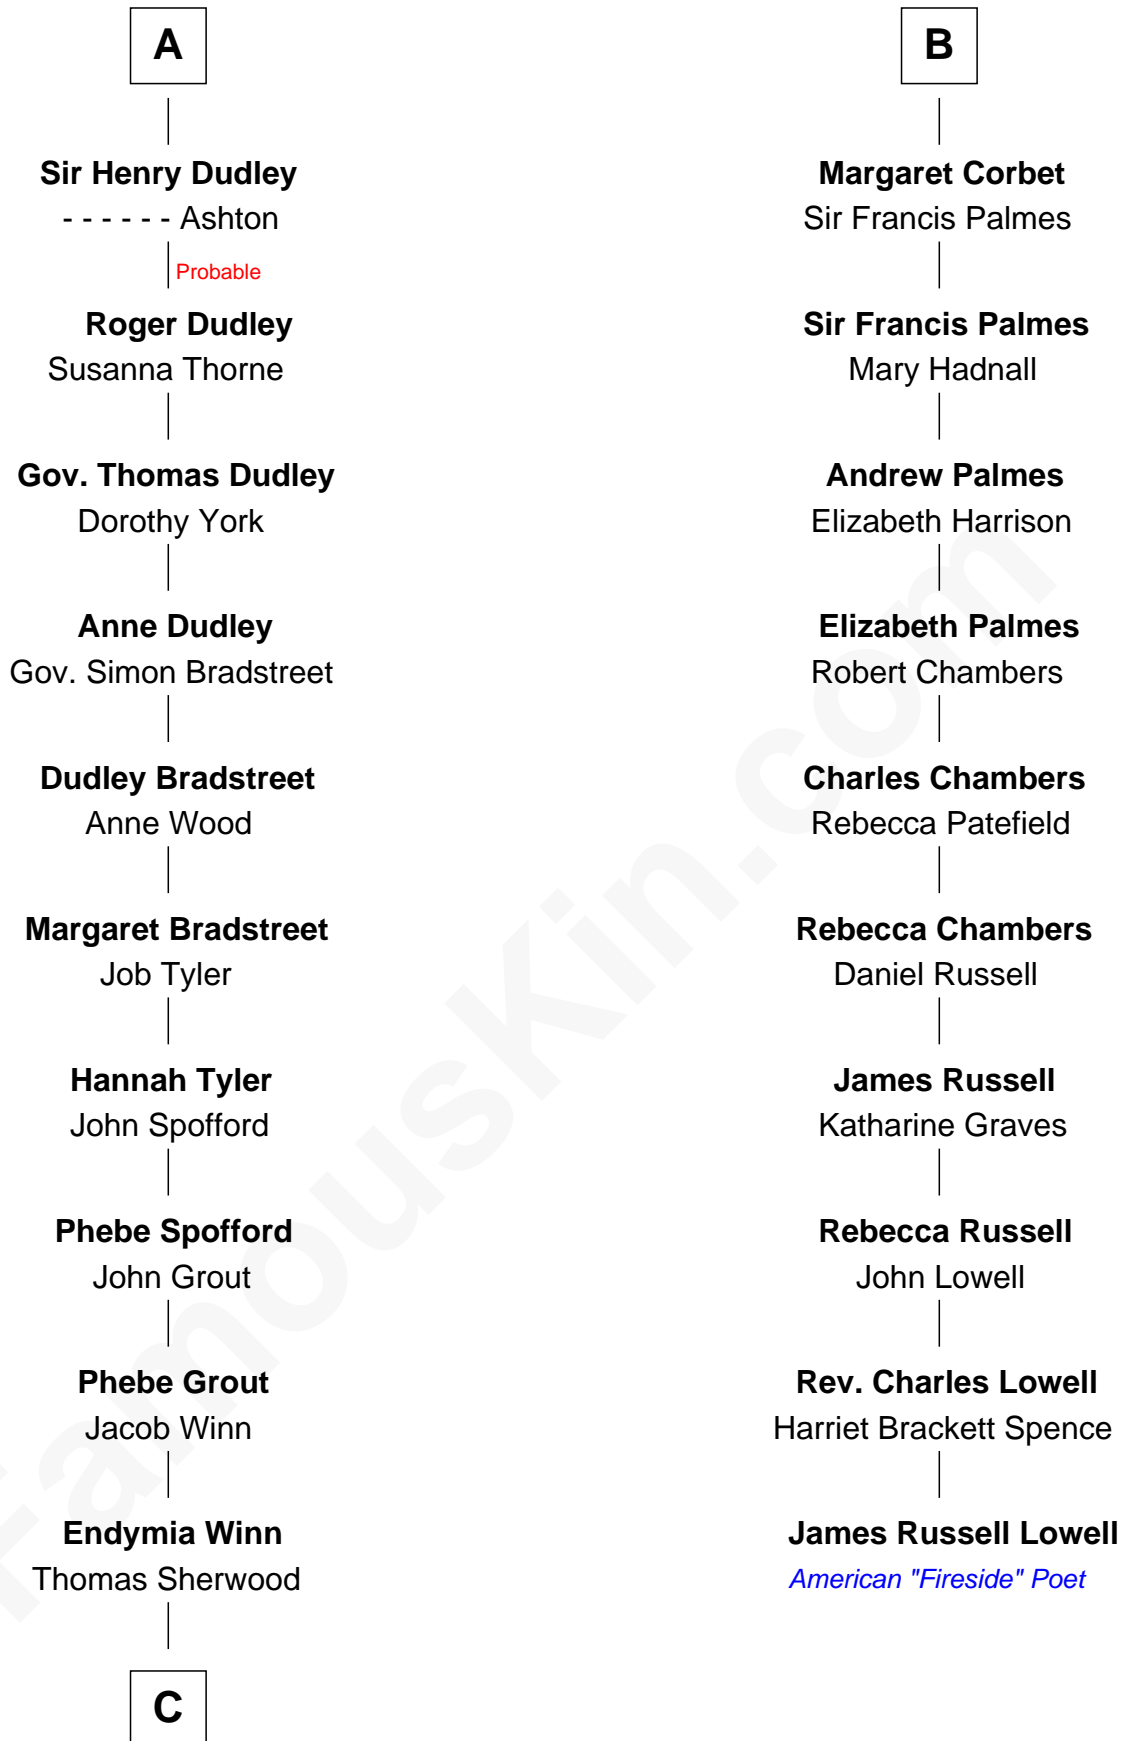 A
Sir Henry Dudley
- - - - - - Ashton
Probable
Roger Dudley
Susanna Thorne
Gov. Thomas Dudley
Dorothy York
Anne Dudley
Gov. Simon Bradstreet
Dudley Bradstreet
Anne Wood
Margaret Bradstreet
Job Tyler
Hannah Tyler
John Spofford
Phebe Spofford
John Grout
Phebe Grout
Jacob Winn
Endymia Winn
Thomas Sherwood
C
B
Margaret Corbet
Sir Francis Palmes
Sir Francis Palmes
Mary Hadnall
Andrew Palmes
Elizabeth Harrison
Elizabeth Palmes
Robert Chambers
Charles Chambers
Rebecca Patefield
Rebecca Chambers
Daniel Russell
James Russell
Katharine Graves
Rebecca Russell
John Lowell
Rev. Charles Lowell
Harriet Brackett Spence
James Russell Lowell
American "Fireside" Poet
FamousKin.com